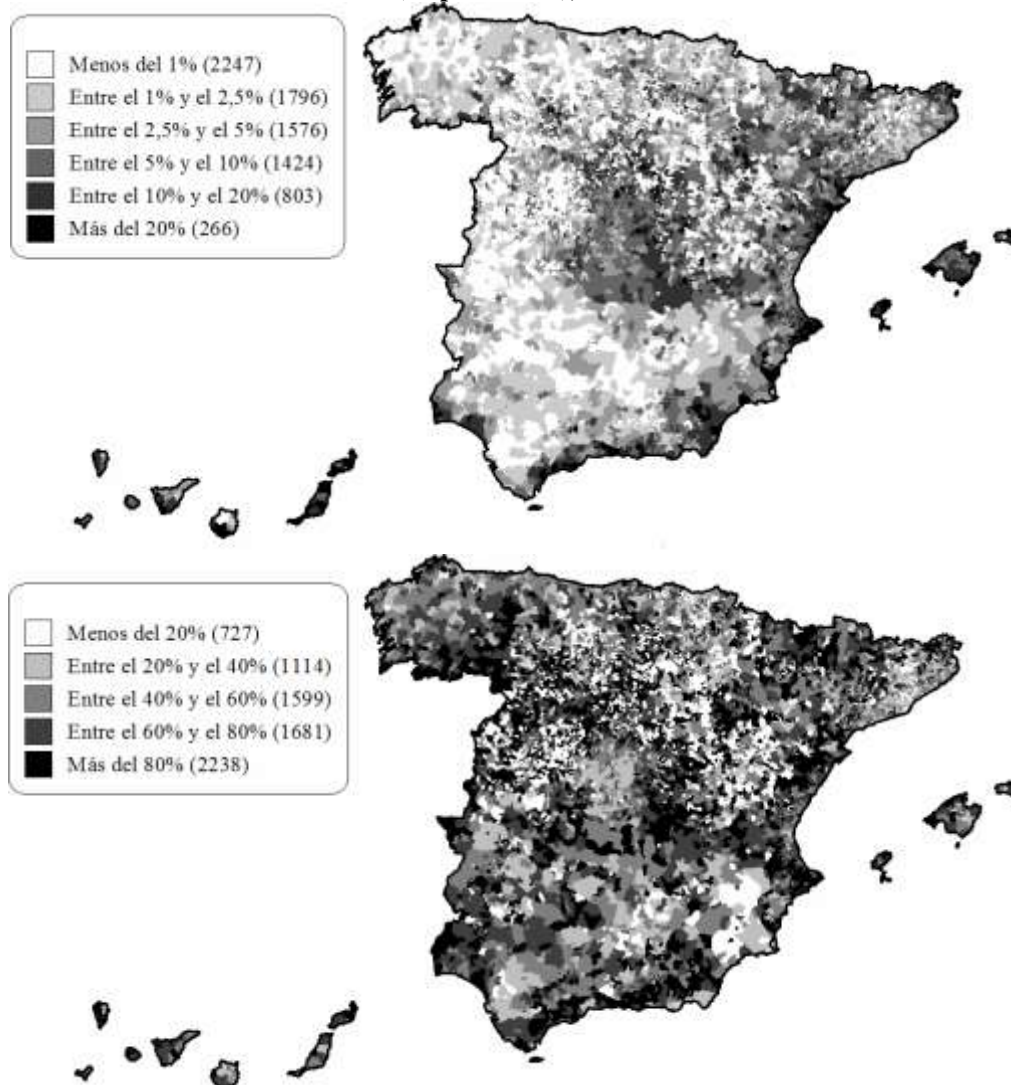 Menos del 1% (2247)
Entre el 1% y el 2,5% (1796)
Entre el 2,5% y el 5% (1576)
Entre el 5% y el 10% (1424)
Entre el 10% y el 20% (803)
Más del 20% (266)
Menos del 20% (727)
Entre el 20% y el 40% (1114)
Entre el 40% y el 60% (1599)
Entre el 60% y el 80% (1681)
Más del 80% (2238)